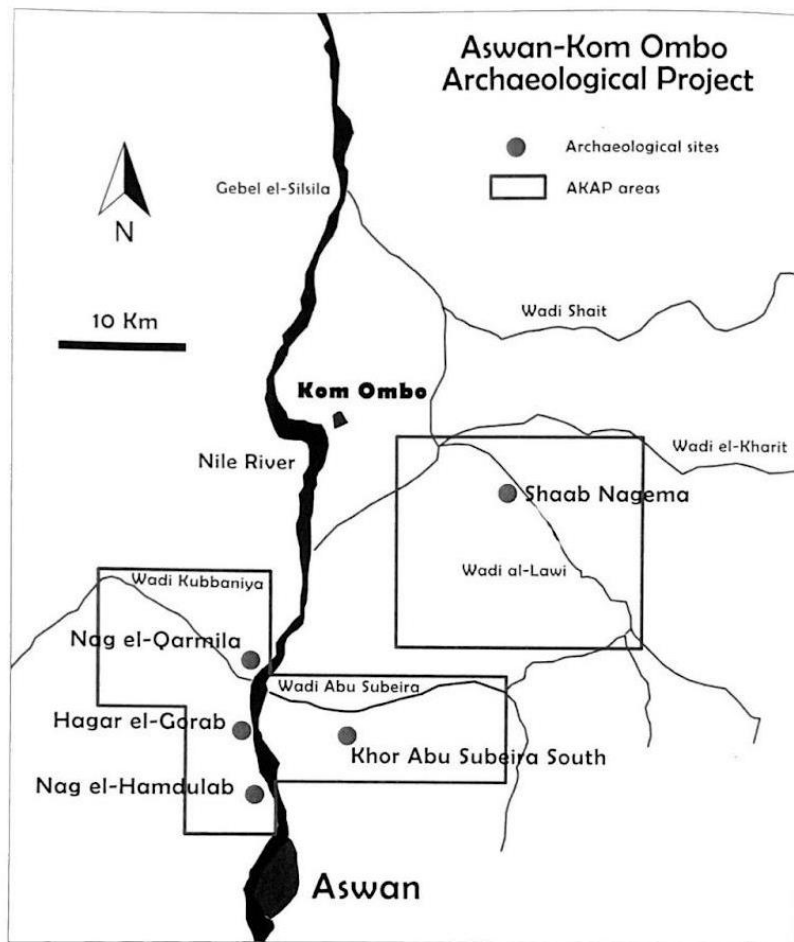 Aswan-Kom Ombo
Archaeological Project
Archaeological sites
AKAP areas
Gebel el-Silsila
N
10 Km
Wadi Shait
Kom Ombo
Wadi el-Kharit
Nile River
Shaab Nagema
Wadi al-Lawi
Wadi Kubbaniya
Nag el-Qarmila
Wadi Abu Subeira
Hagar el-Gorab
Khor Abu Subeira South
Nag el-Hamdulab
Aswan